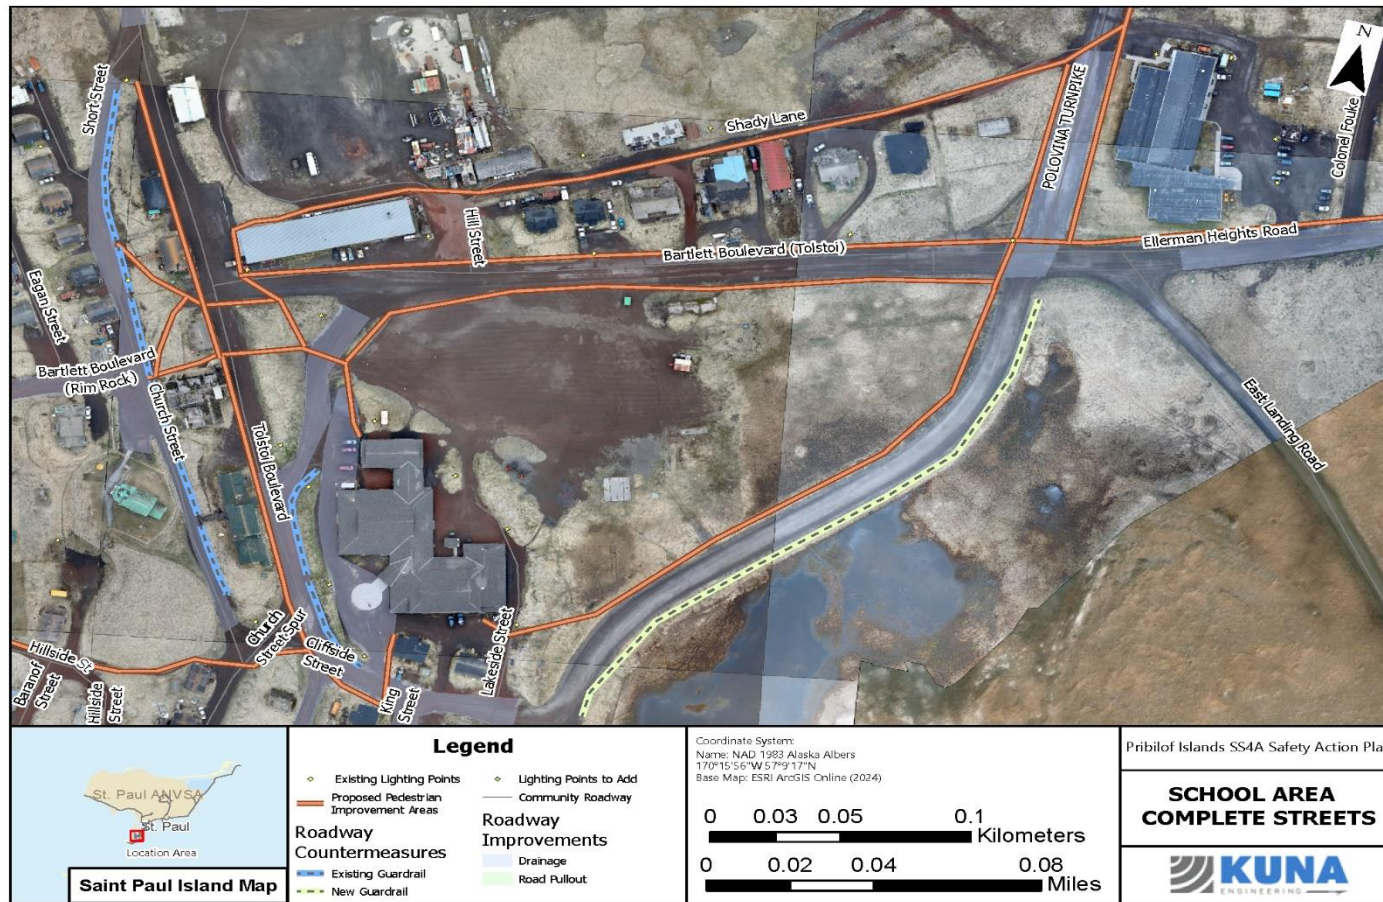 N
Short Street
Shady Lane
POLOVINA TURNPIKE
Colonel Fouke
Hill Street
Bartlett Boulevard (Tolstoi)
Ellerman Heights Road
Eagan Street
Bartlett Boulevard
(Rim Rock)
Church Street
Tolstoi Boulevard
East Landing Road
Church
Street Spur
Cliffside
Street
Hillside St
Baranof
Street
Hillside
Street
King
Street
Lakeside Street
St. Paul ANVSA
St. Paul
Location Area
Saint Paul Island Map
Legend
Existing Lighting Points
Proposed Pedestrian
Improvement Areas
Roadway
Countermeasures
Existing Guardrail
New Guardrail
Lighting Points to Add
Community Roadway
Roadway
Improvements
Drainage
Road Pullout
Coordinate System:
Name: NAD 1983 Alaska Albers
170°15'56"W 57°9'17"N
Base Map: ESRI ArcGIS Online (2024)
0 0.03 0.05 0.1
Kilometers
0 0.02 0.04 0.08
Miles
Pribilof Islands SS4A Safety Action Pla
SCHOOL AREA
COMPLETE STREETS
KUNA
ENGINEERING